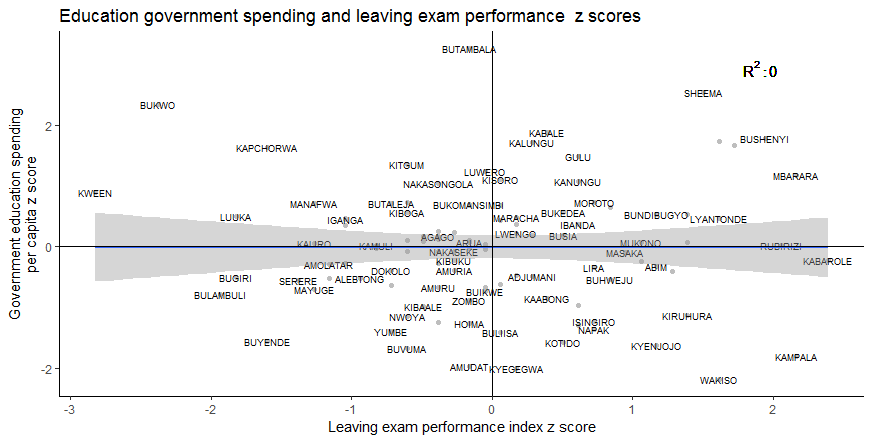 Education government spending and leaving exam performance  z scores
BUTAMBALA
R2:0
SHEEMA
BUKWO
KABALE
BUSHENYI
KALUNGU
KAPCHORWA
GULU
KITGUM
LUWERO
MBARARA
NAKASONGOLA
KISORO
KANUNGU
KWEEN
MANAFWA
BUTALEJA
BUKOMANSIMBI
MOROTO
KIBOGA
BUKEDEA
LUUKA
IGANGA
MARACHA
BUNDIBUGYO
LYANTONDE
IBANDA
AGAGO
LWENGO
BUSIA
KALIRO
KAMULI
ARUA
MUKONO
RUBIRIZI
NAKASEKE
MASAKA
KIBUKU
KABAROLE
AMOLATAR
DOKOLO
AMURIA
LIRA
ABIM
BUGIRI
SERERE
ALEBTONG
ADJUMANI
BUHWEJU
MAYUGE
AMURU
BUIKWE
BULAMBULI
ZOMBO
KAABONG
KIBAALE
NWOYA
KIRUHURA
HOIMA
ISINGIRO
YUMBE
BULIISA
NAPAK
BUYENDE
BUVUMA
KOTIDO
KYENJOJO
KAMPALA
AMUDAT
KYEGEGWA
WAKISO
2
0
-2
-3
-2
-1
0
1
2
Leaving exam performance index z score
Government education spending
per capita z score